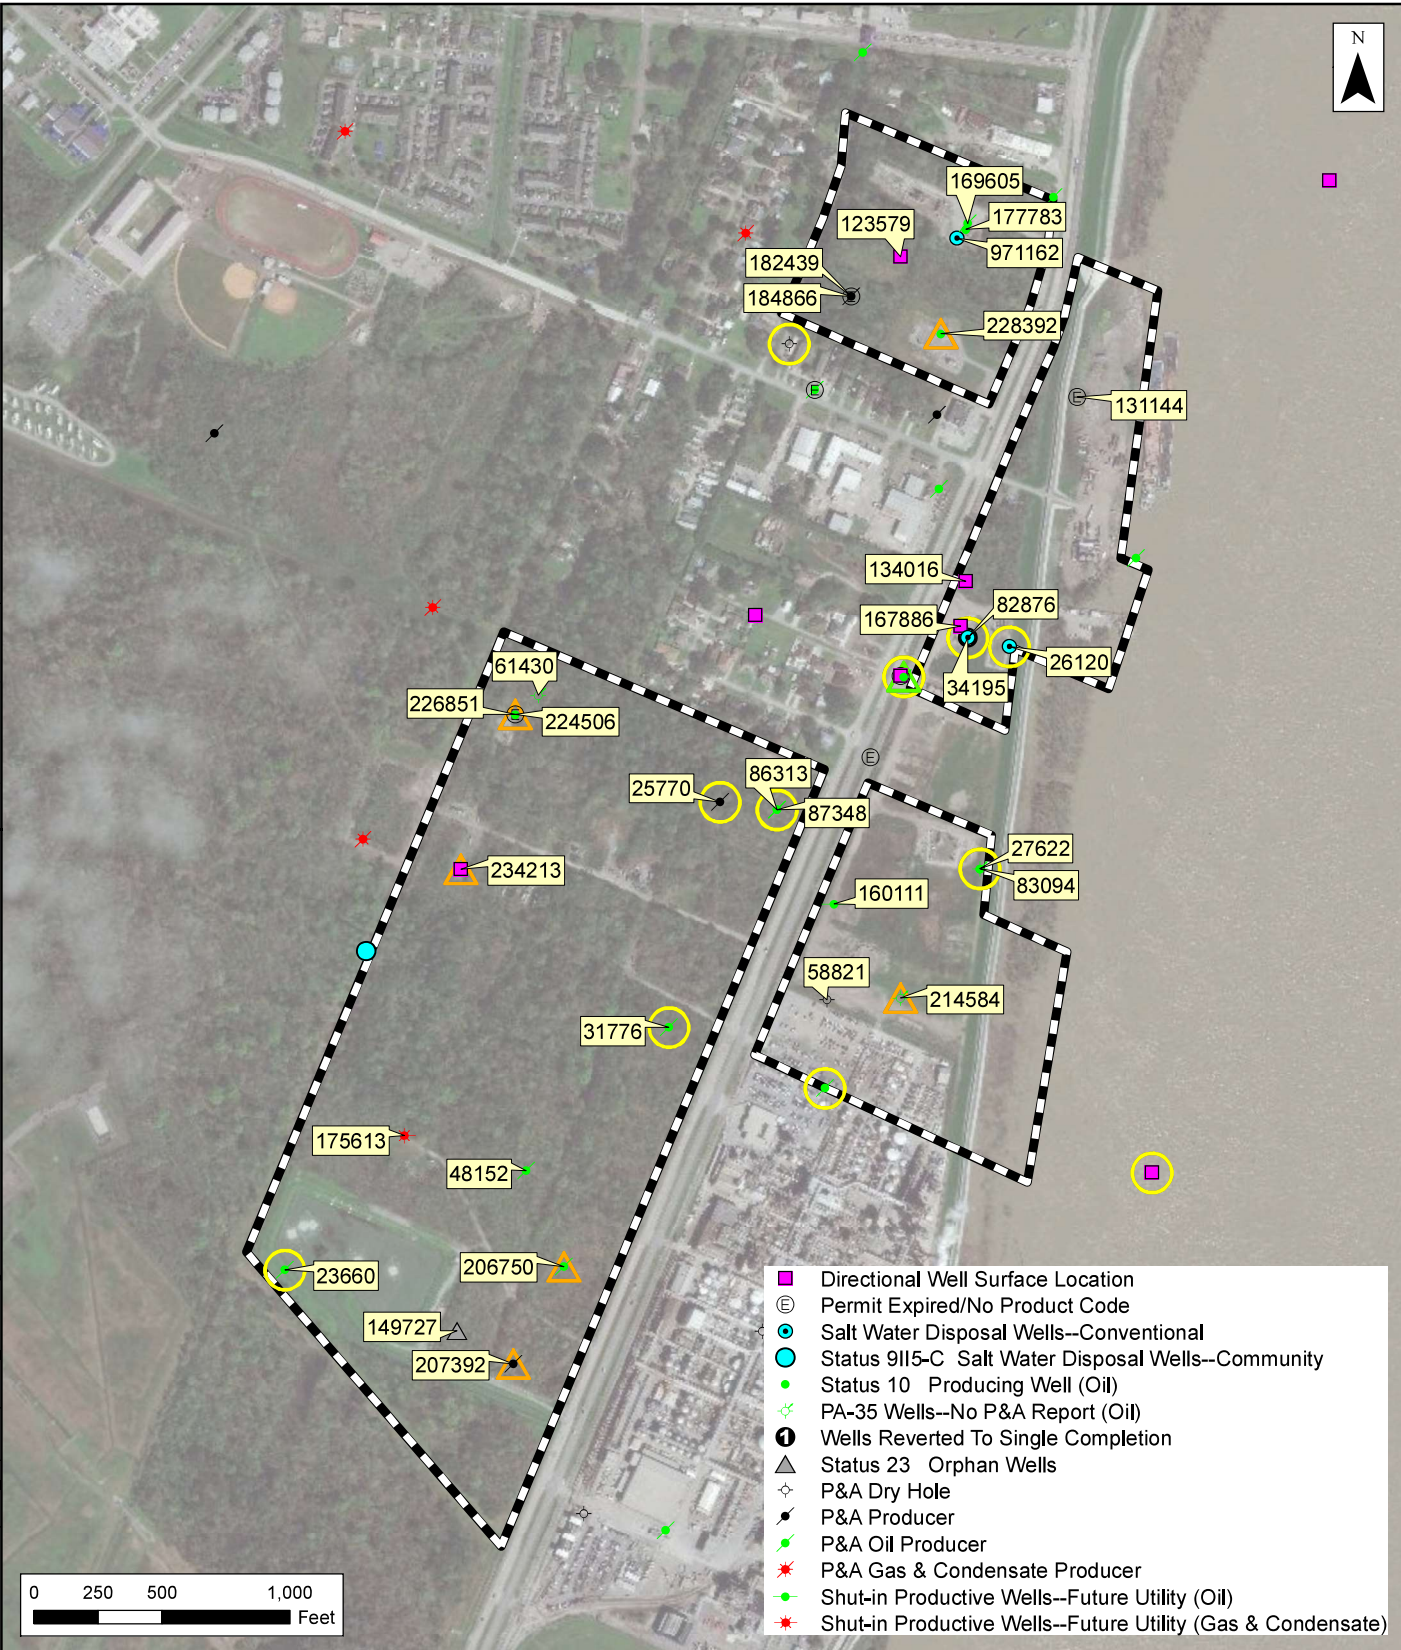 N
169605
177783
123579
971162
182439
184866
228392
E
E
131144
134016
82876
167886
26120
34195
61430
226851
224506
E
86313
25770
87348
27622
234213
83094
160111
58821
214584
31776
175613
48152
23660
206750
149727
207392
Directional Well Surface Location
E Permit Expired/No Product Code
Salt Water Disposal Wells--Conventional
Status 9II5-C Salt Water Disposal Wells--Community
Status 10 Producing Well (Oil)
PA-35 Wells--No P&A Report (Oil)
1 Wells Reverted To Single Completion
Status 23 Orphan Wells
P&A Dry Hole
P&A Producer
P&A Oil Producer
P&A Gas & Condensate Producer
Shut-in Productive Wells--Future Utility (Oil)
Shut-in Productive Wells--Future Utility (Gas & Condensate)
0 250 500 1,000
Feet